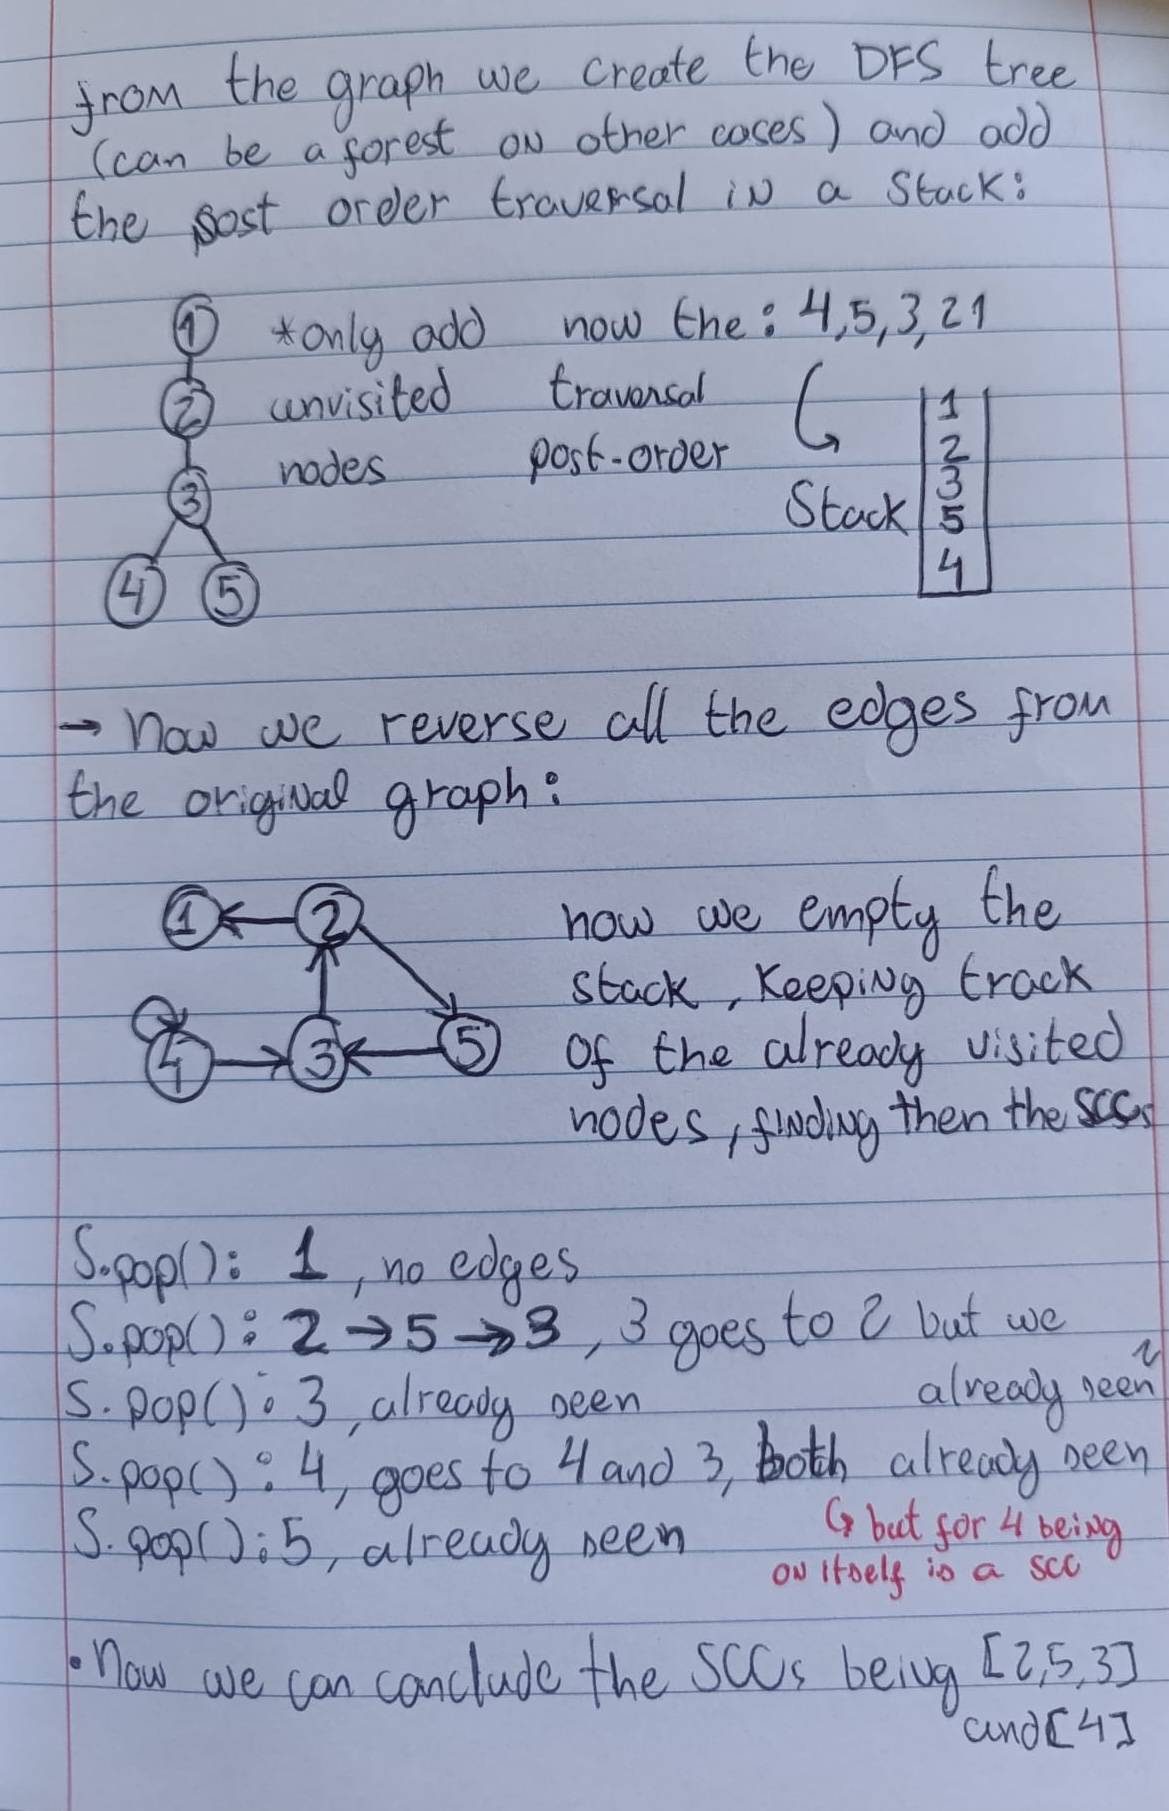 from the graph we create the DFS tree
(can be a forest on other cases) and add
the post order traversal in a Stack:
1 *only add now the: 4,5,3,21
2 unvisited traversal 1
nodes post-order 2
3 Stack 3
5
4 5 4
→ Now we reverse all the edges from
the original graph:
1 2 now we empty the
stack, Keeping track
4 3 5 of the already visited
nodes, finding then the SCCs
S.pop(): 1, no edges
S.pop(): 2 → 5 → 3, 3 goes to 2 but we
already seen 2
S.pop(): 3, already seen
S.pop(): 4, goes to 4 and 3, both already seen
↳ but for 4 being
on itself is a SCC
S.pop(): 5, already seen
• Now we can conclude the SCCs being [2,5,3]
and [4]